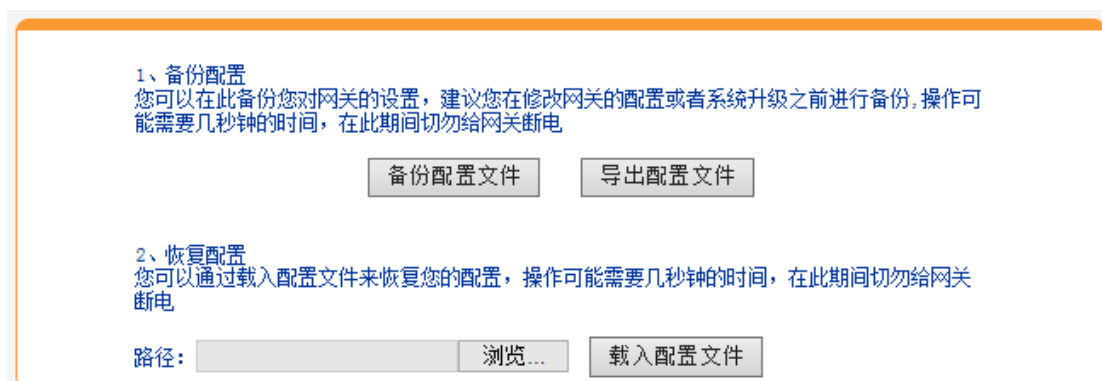 1、备份配置
您可以在此备份您对网关的设置，建议您在修改网关的配置或者系统升级之前进行备份,操作可
能需要几秒钟的时间，在此期间切勿给网关断电
备份配置文件 导出配置文件
2、恢复配置
您可以通过载入配置文件来恢复您的配置，操作可能需要几秒钟的时间，在此期间切勿给网关
断电
路径： 浏览... 载入配置文件